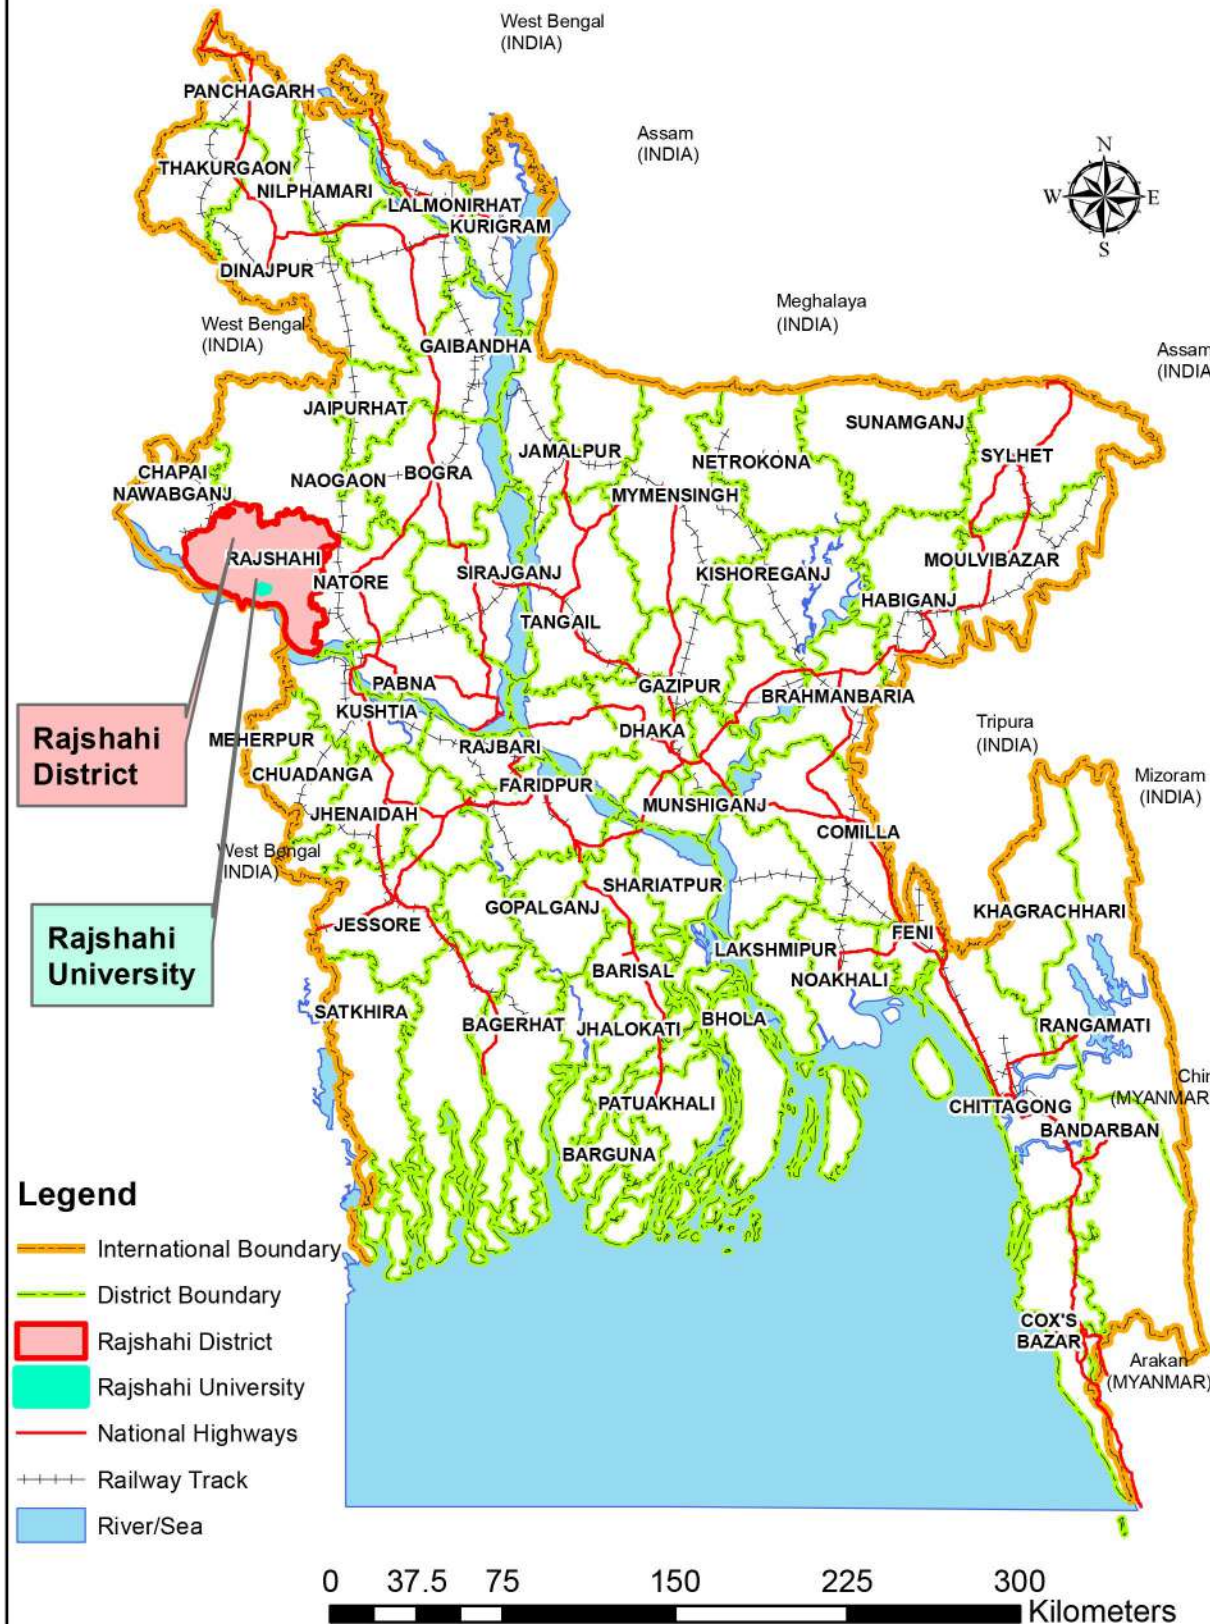 West Bengal
(INDIA)
PANCHAGARH
Assam
(INDIA)
N
W
E
S
THAKURGAON
NILPHAMARI
LALMONIRHAT
KURIGRAM
DINAJPUR
Meghalaya
(INDIA)
West Bengal
(INDIA)
GAIBANDHA
Assam
(INDIA
JAIPURHAT
SUNAMGANJ
JAMALPUR
NETROKONA
SYLHET
CHAPAI
NAWABGANJ
NAOGAON
BOGRA
MYMENSINGH
RAJSHAHI
NATORE
SIRAJGANJ
KISHOREGANJ
MOULVIBAZAR
HABIGANJ
TANGAIL
PABNA
GAZIPUR
BRAHMANBARIA
KUSHTIA
Rajshahi
District
MEHERPUR
RAJBARI
DHAKA
Tripura
(INDIA)
CHUADANGA
FARIDPUR
Mizoram
(INDIA)
JHENAIDAH
MUNSHIGANJ
COMILLA
West Bengal
(INDIA)
SHARIATPUR
GOPALGANJ
KHAGRACHHARI
Rajshahi
University
JESSORE
FENI
LAKSHMIPUR
BARISAL
NOAKHALI
SATKHIRA
BAGERHAT
JHALOKATI
BHOLA
RANGAMATI
Chin
(MYANMAR
PATUAKHALI
CHITTAGONG
BANDARBAN
BARGUNA
COX'S
BAZAR
Arakan
(MYANMAR)
Legend
International Boundary
District Boundary
Rajshahi District
Rajshahi University
National Highways
Railway Track
River/Sea
0 37.5 75 150 225 300
Kilometers